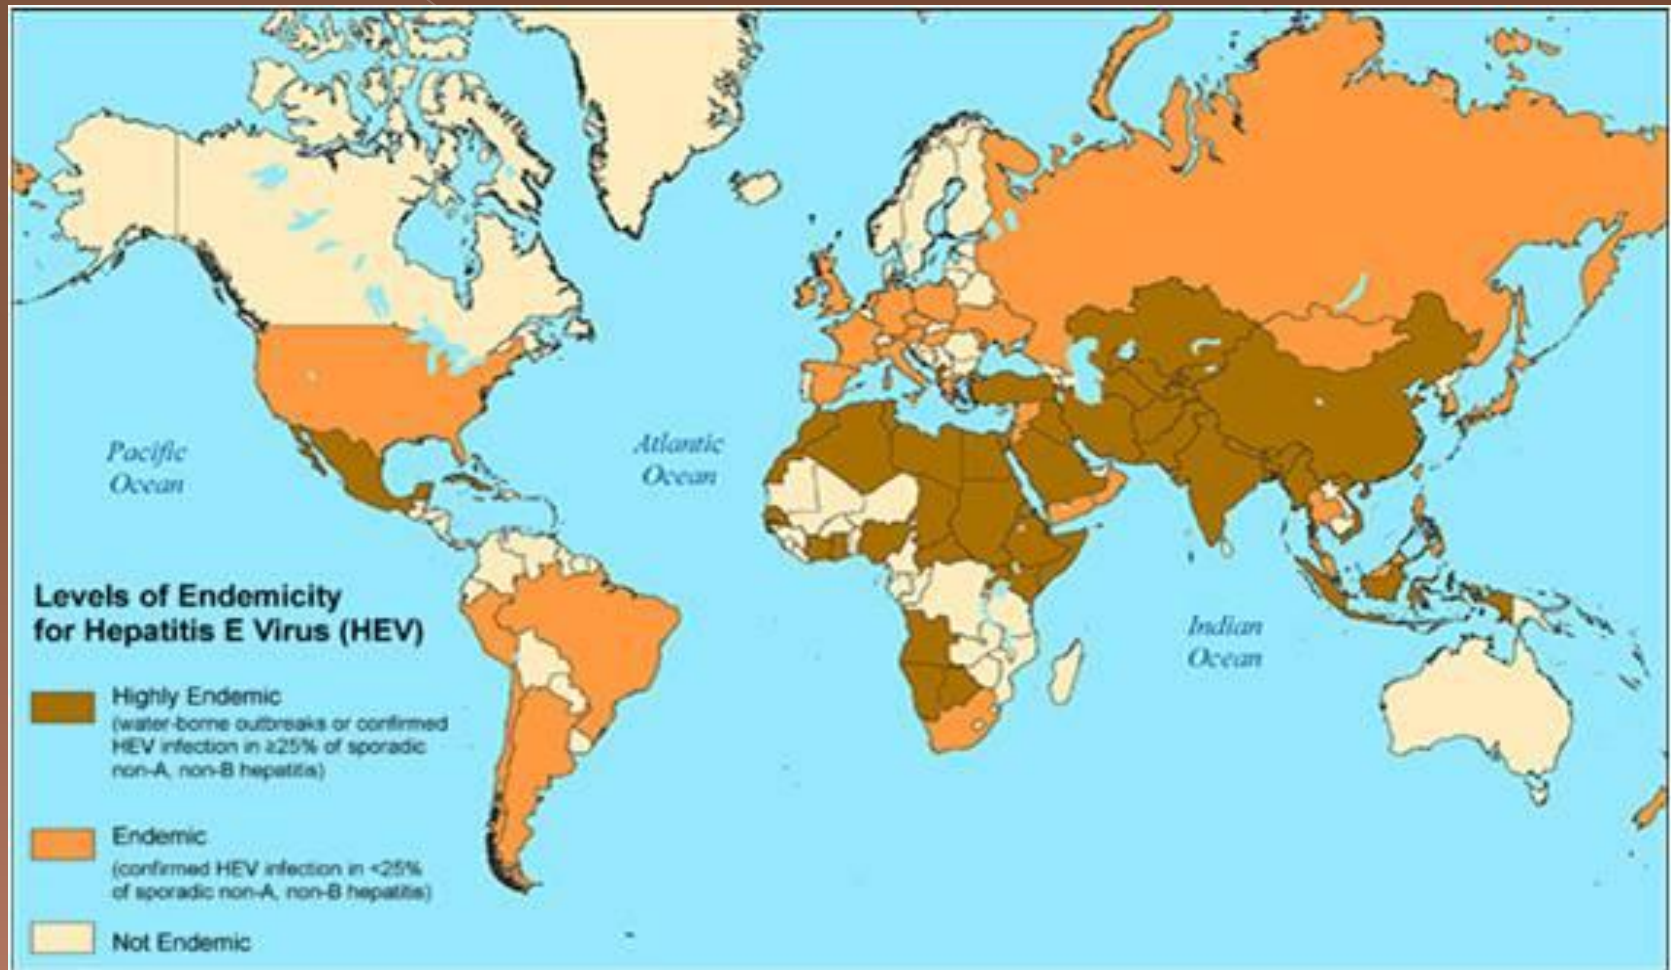 Pacific
Ocean
Atlantic
Ocean
Indian
Ocean
Levels of Endemicity
for Hepatitis E Virus (HEV)
Highly Endemic
(water-borne outbreaks or confirmed
HEV infection in ≥25% of sporadic
non-A, non-B hepatitis)
Endemic
(confirmed HEV infection in <25%
of sporadic non-A, non-B hepatitis)
Not Endemic